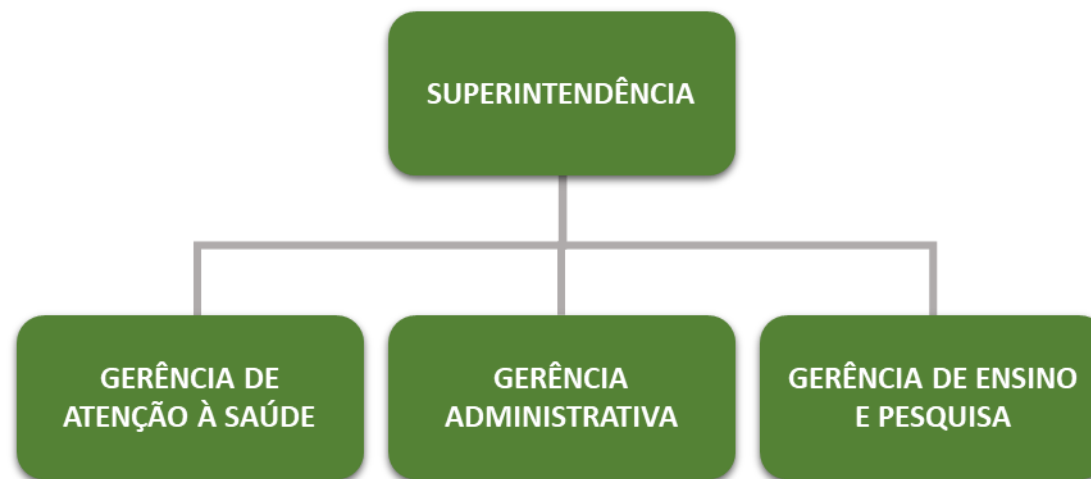 SUPERINTENDÊNCIA
GERÊNCIA DE
ATENÇÃO À SAÚDE
GERÊNCIA
ADMINISTRATIVA
GERÊNCIA DE ENSINO
E PESQUISA